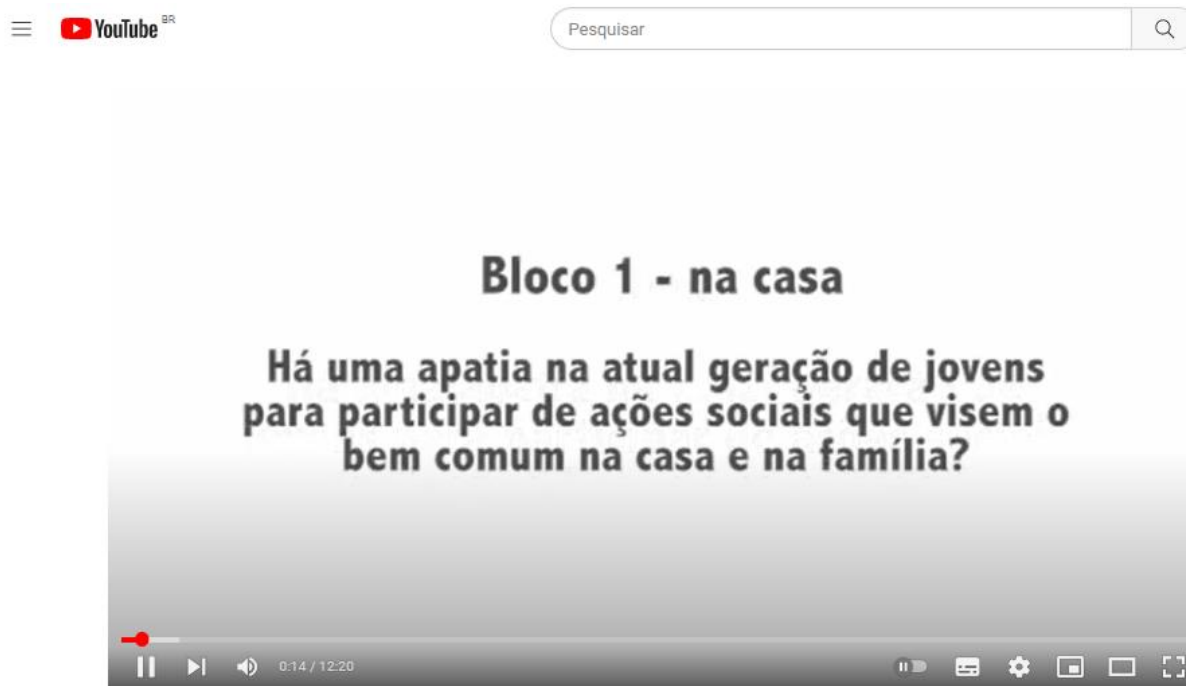 YouTube BR
Pesquisar
Bloco 1 - na casa
Há uma apatia na atual geração de jovens
para participar de ações sociais que visem o
bem comum na casa e na família?
0:14 / 12:20